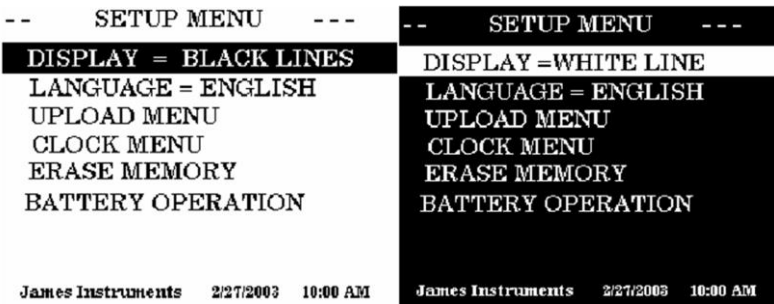 -- SETUP MENU ---
DISPLAY = BLACK LINES
LANGUAGE = ENGLISH
UPLOAD MENU
CLOCK MENU
ERASE MEMORY
BATTERY OPERATION
James Instruments 2/27/2003 10:00 AM
-- SETUP MENU ---
DISPLAY =WHITE LINE
LANGUAGE = ENGLISH
UPLOAD MENU
CLOCK MENU
ERASE MEMORY
BATTERY OPERATION
James Instruments 2/27/2003 10:00 AM